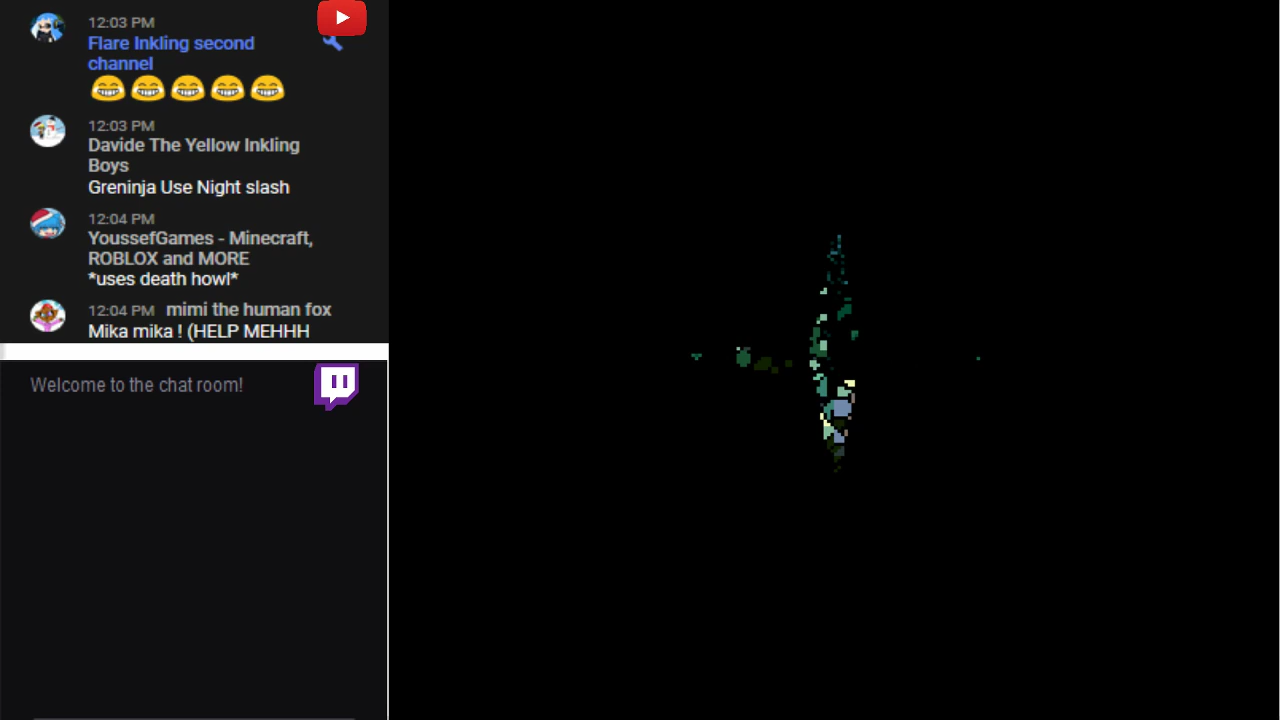 12:03 PM
Flare Inkling second
channel
12:03 PM
Davide The Yellow Inkling
Boys
Greninja Use Night slash
12:04 PM
YoussefGames - Minecraft,
ROBLOX and MORE
*uses death howl*
12:04 PM mimi the human fox
Mika mika ! (HELP MEHHH
Welcome to the chat room!